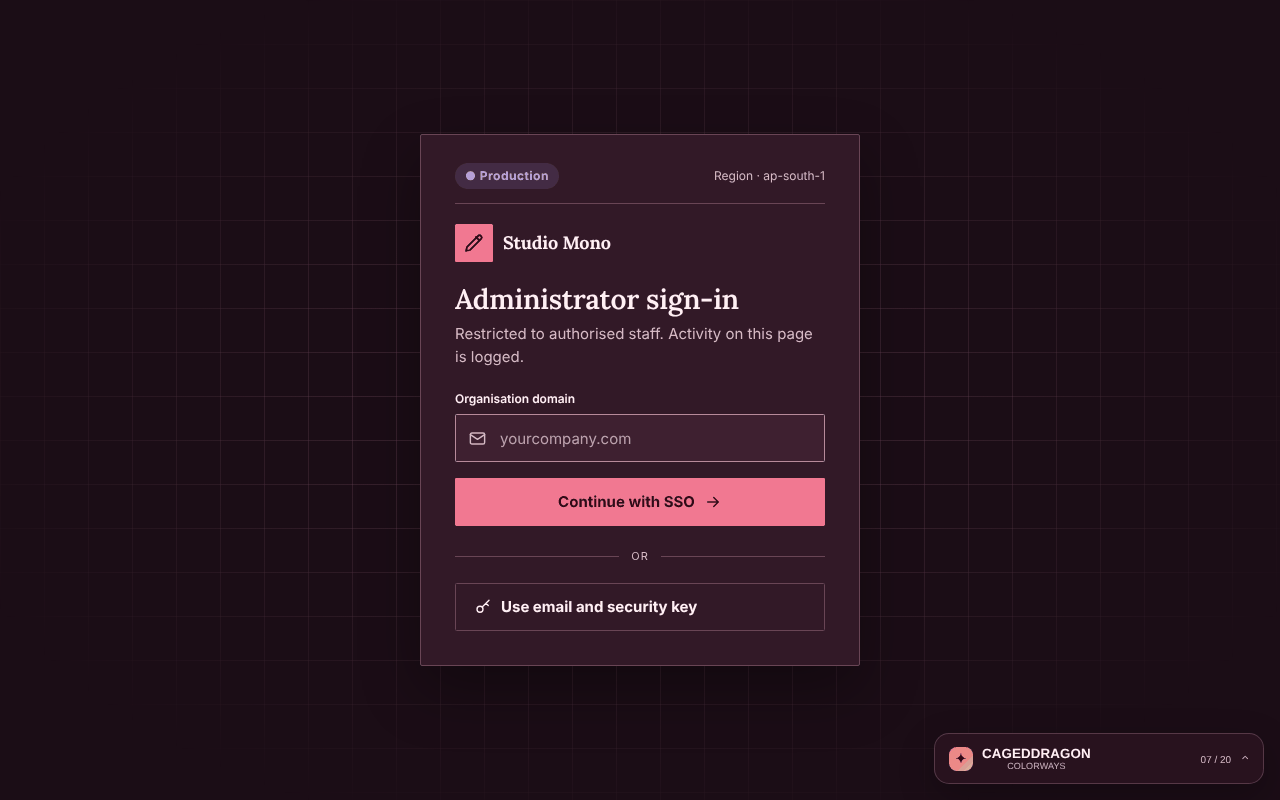 Production
Region · ap-south-1
Studio Mono
Administrator sign-in
Restricted to authorised staff. Activity on this page
is logged.
Organisation domain
yourcompany.com
Continue with SSO
OR
Use email and security key
CAGEDDRAGON
COLORWAYS
07 / 20